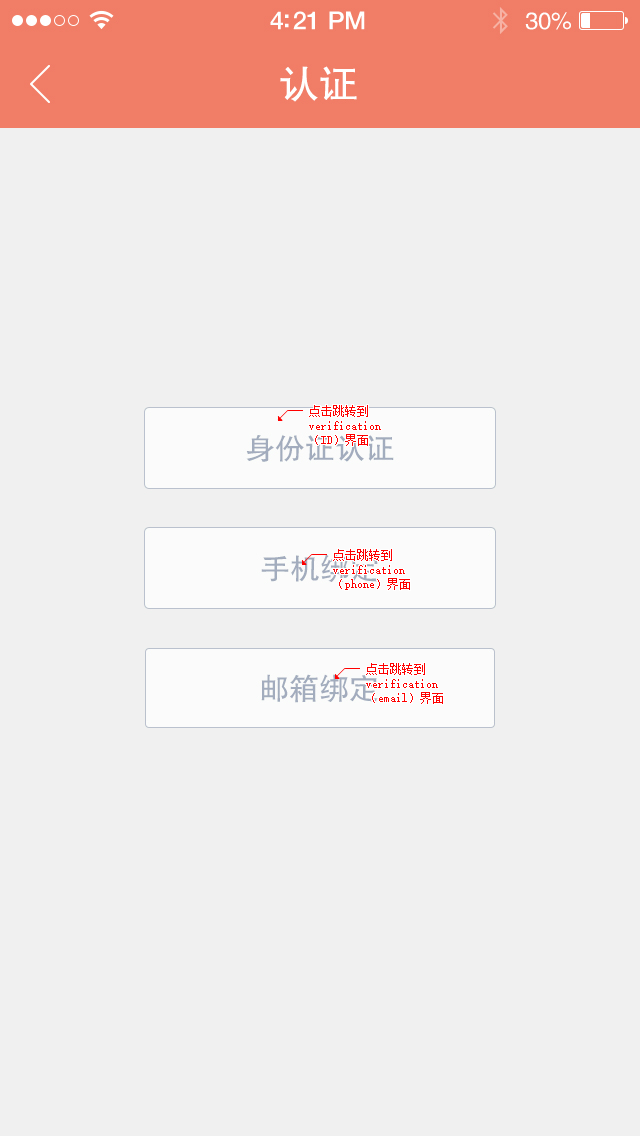 4:21 PM
30%
认证
点击跳转到
verification
（ID）界面
身份证认证
点击跳转到
verification
（phone）界面
手机绑定
点击跳转到
verification
（email）界面
邮箱绑定